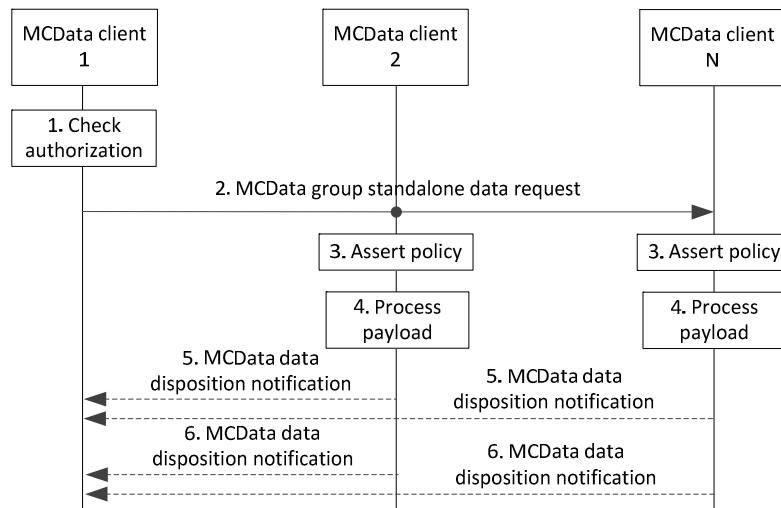 MCData client
1
MCData client
2
MCData client
N
1. Check
authorization
2. MCData group standalone data request
3. Assert policy
3. Assert policy
4. Process
payload
4. Process
payload
5. MCData data
disposition notification
5. MCData data
disposition notification
6. MCData data
disposition notification
6. MCData data
disposition notification